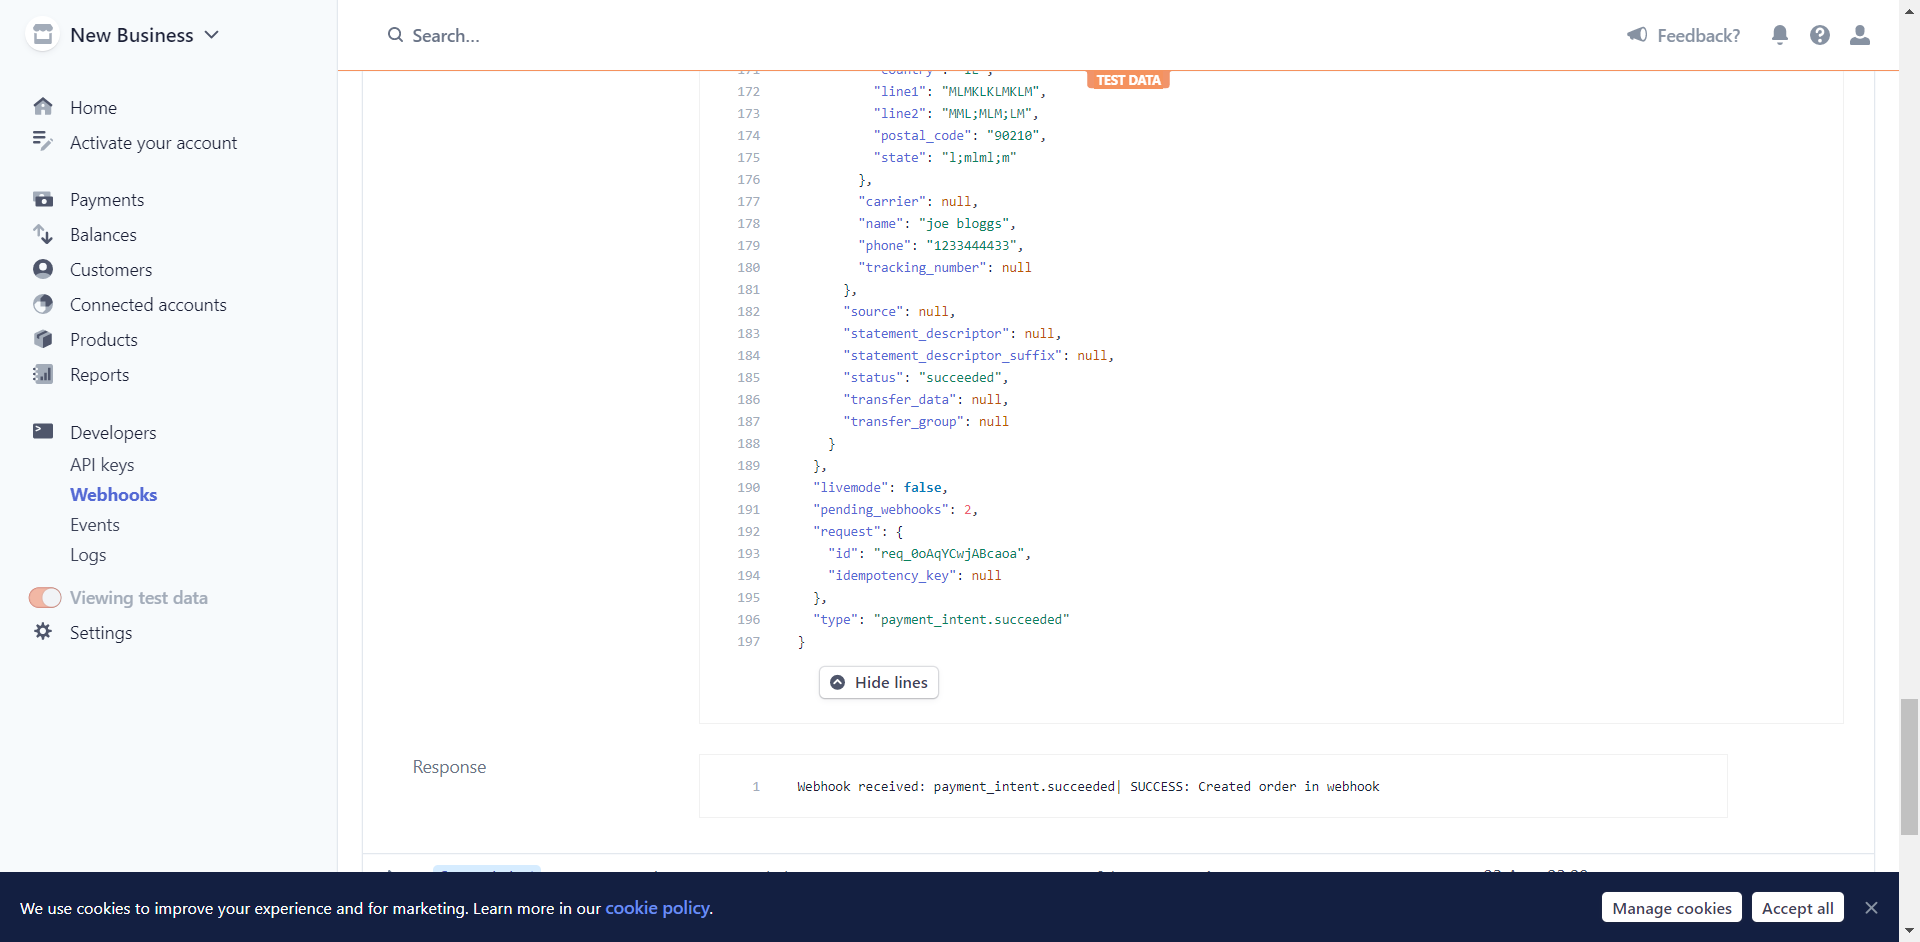 New Business
Search...
Feedback?
Home
Activate your account
Payments
Balances
Customers
Connected accounts
Products
Reports
Developers
API keys
Webhooks
Events
Logs
Viewing test data
Settings
TEST DATA
171 "country": "IE",
172 "line1": "MLMKLKLMKLM",
173 "line2": "MML;MLM;LM",
174 "postal_code": "90210",
175 "state": "l;mlml;m"
176 },
177 "carrier": null,
178 "name": "joe bloggs",
179 "phone": "1233444433",
180 "tracking_number": null
181 },
182 "source": null,
183 "statement_descriptor": null,
184 "statement_descriptor_suffix": null,
185 "status": "succeeded",
186 "transfer_data": null,
187 "transfer_group": null
188 }
189 },
190 "livemode": false,
191 "pending_webhooks": 2,
192 "request": {
193 "id": "req_0oAqYCwjABcaoa",
194 "idempotency_key": null
195 },
196 "type": "payment_intent.succeeded"
197 }
Hide lines
Response
1 Webhook received: payment_intent.succeeded| SUCCESS: Created order in webhook
We use cookies to improve your experience and for marketing. Learn more in our cookie policy.
Manage cookies
Accept all